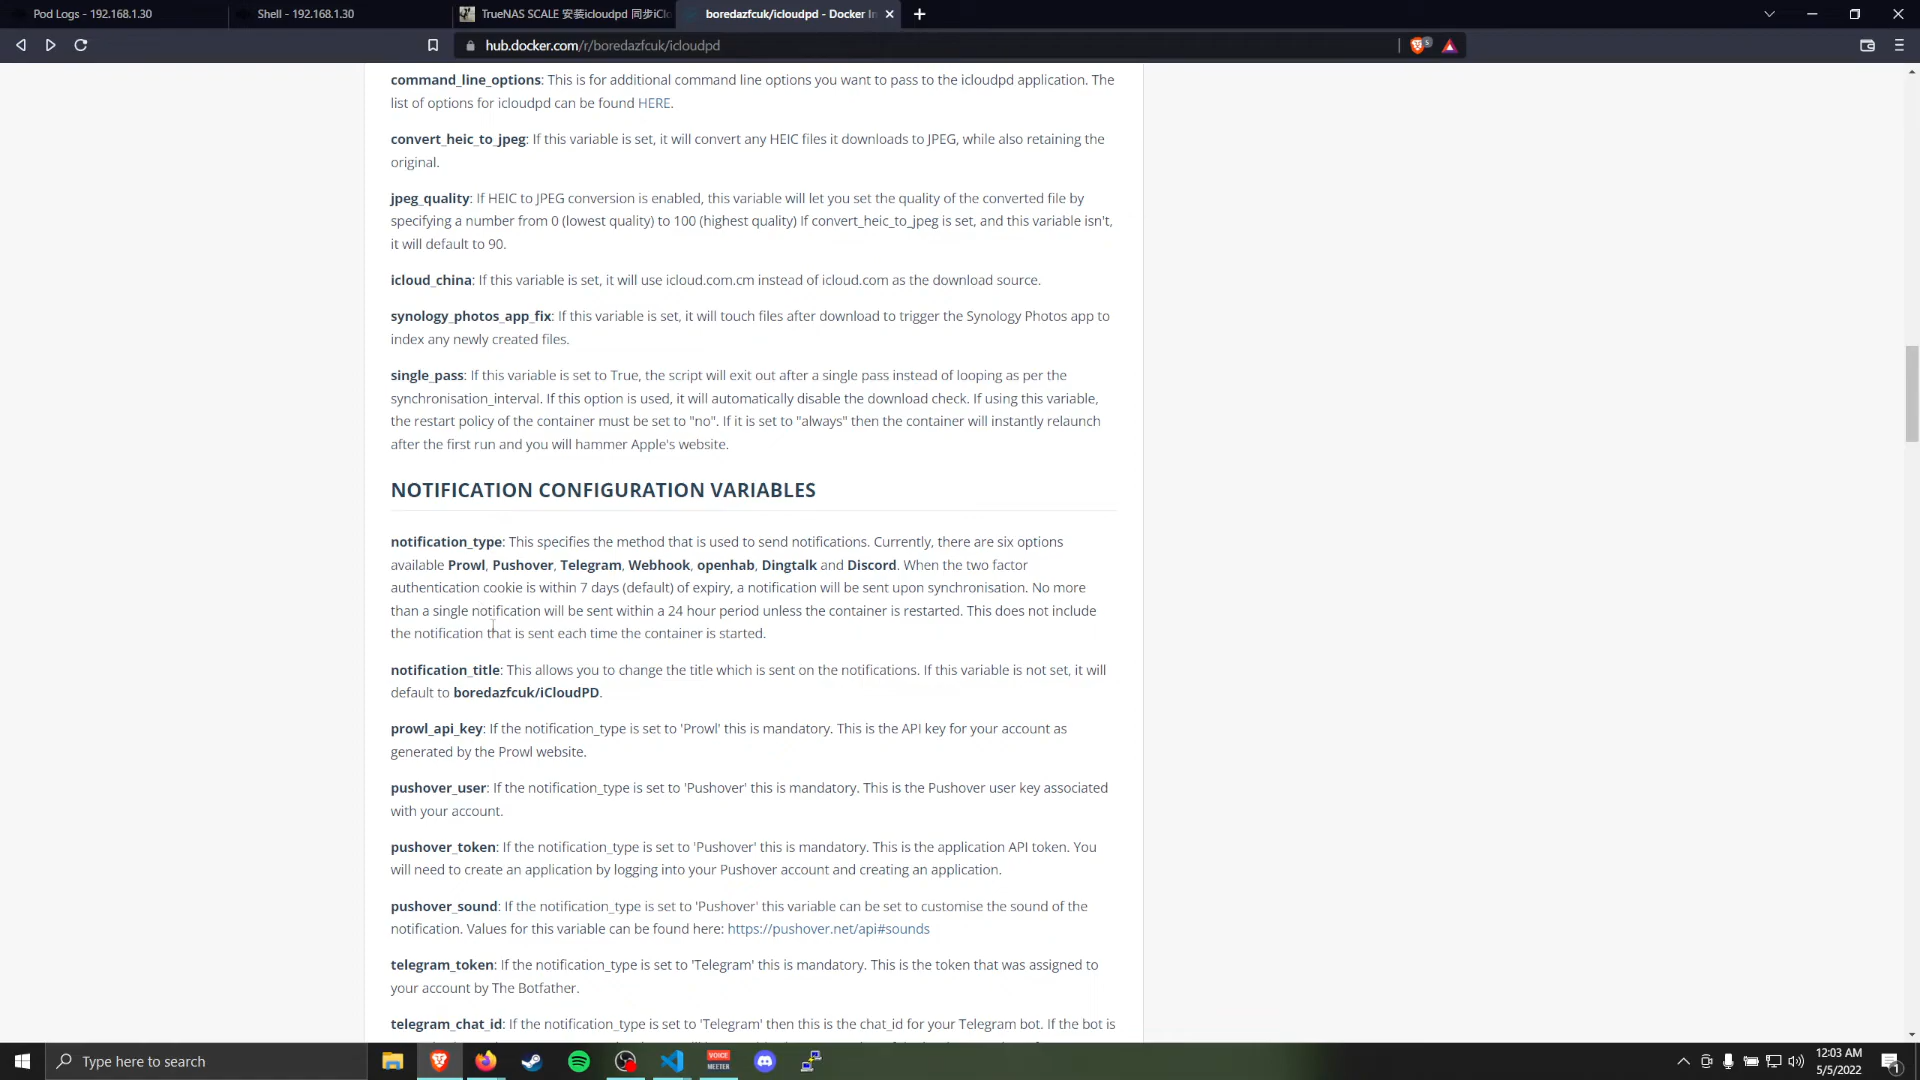 Pod Logs - 192.168.1.30
Shell - 192.168.1.30
TrueNAS SCALE 安装icloudpd 同步iClo
boredazfcuk/icloudpd - Docker I
hub.docker.com/r/boredazfcuk/icloudpd
command_line_options: This is for additional command line options you want to pass to the icloudpd application. The
list of options for icloudpd can be found HERE.
convert_heic_to_jpeg: If this variable is set, it will convert any HEIC files it downloads to JPEG, while also retaining the
original.
jpeg_quality: If HEIC to JPEG conversion is enabled, this variable will let you set the quality of the converted file by
specifying a number from 0 (lowest quality) to 100 (highest quality) If convert_heic_to_jpeg is set, and this variable isn't,
it will default to 90.
icloud_china: If this variable is set, it will use icloud.com.cm instead of icloud.com as the download source.
synology_photos_app_fix: If this variable is set, it will touch files after download to trigger the Synology Photos app to
index any newly created files.
single_pass: If this variable is set to True, the script will exit out after a single pass instead of looping as per the
synchronisation_interval. If this option is used, it will automatically disable the download check. If using this variable,
the restart policy of the container must be set to "no". If it is set to "always" then the container will instantly relaunch
after the first run and you will hammer Apple's website.
NOTIFICATION CONFIGURATION VARIABLES
notification_type: This specifies the method that is used to send notifications. Currently, there are six options
available Prowl, Pushover, Telegram, Webhook, openhab, Dingtalk and Discord. When the two factor
authentication cookie is within 7 days (default) of expiry, a notification will be sent upon synchronisation. No more
than a single notification will be sent within a 24 hour period unless the container is restarted. This does not include
the notification that is sent each time the container is started.
notification_title: This allows you to change the title which is sent on the notifications. If this variable is not set, it will
default to boredazfcuk/iCloudPD.
prowl_api_key: If the notification_type is set to 'Prowl' this is mandatory. This is the API key for your account as
generated by the Prowl website.
pushover_user: If the notification_type is set to 'Pushover' this is mandatory. This is the Pushover user key associated
with your account.
pushover_token: If the notification_type is set to 'Pushover' this is mandatory. This is the application API token. You
will need to create an application by logging into your Pushover account and creating an application.
pushover_sound: If the notification_type is set to 'Pushover' this variable can be set to customise the sound of the
notification. Values for this variable can be found here: https://pushover.net/api#sounds
telegram_token: If the notification_type is set to 'Telegram' this is mandatory. This is the token that was assigned to
your account by The Botfather.
telegram_chat_id: If the notification_type is set to 'Telegram' then this is the chat_id for your Telegram bot. If the bot is
Type here to search
VOICE
MEETER
12:03 AM
5/5/2022
1